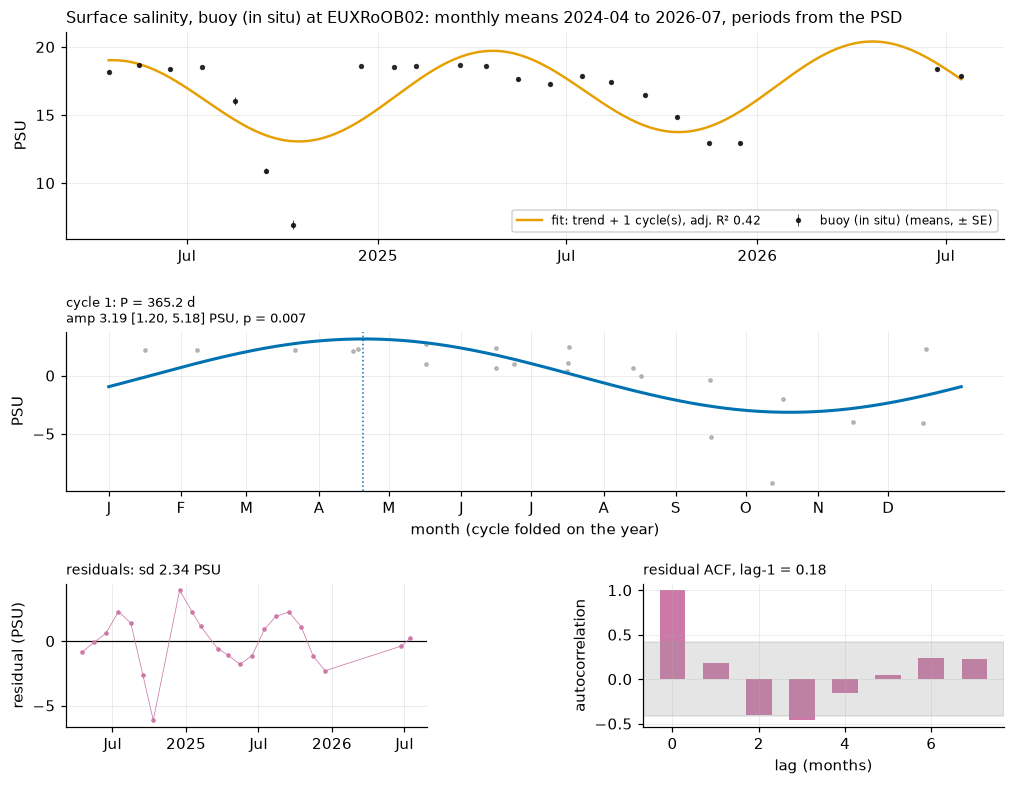 Surface salinity, buoy (in situ) at EUXRoOB02: monthly means 2024-04 to 2026-07, periods from the PSD
20
15
10
PSU
fit: trend + 1 cycle(s), adj. R² 0.42
buoy (in situ) (means, ± SE)
Jul
2025
Jul
2026
Jul
cycle 1: P = 365.2 d
amp 3.19 [1.20, 5.18] PSU, p = 0.007
0
−5
PSU
J
F
M
A
M
J
J
A
S
O
N
D
month (cycle folded on the year)
residuals: sd 2.34 PSU
0
−5
residual (PSU)
Jul
2025
Jul
2026
Jul
residual ACF, lag-1 = 0.18
1.0
0.5
0.0
−0.5
autocorrelation
0
2
4
6
lag (months)